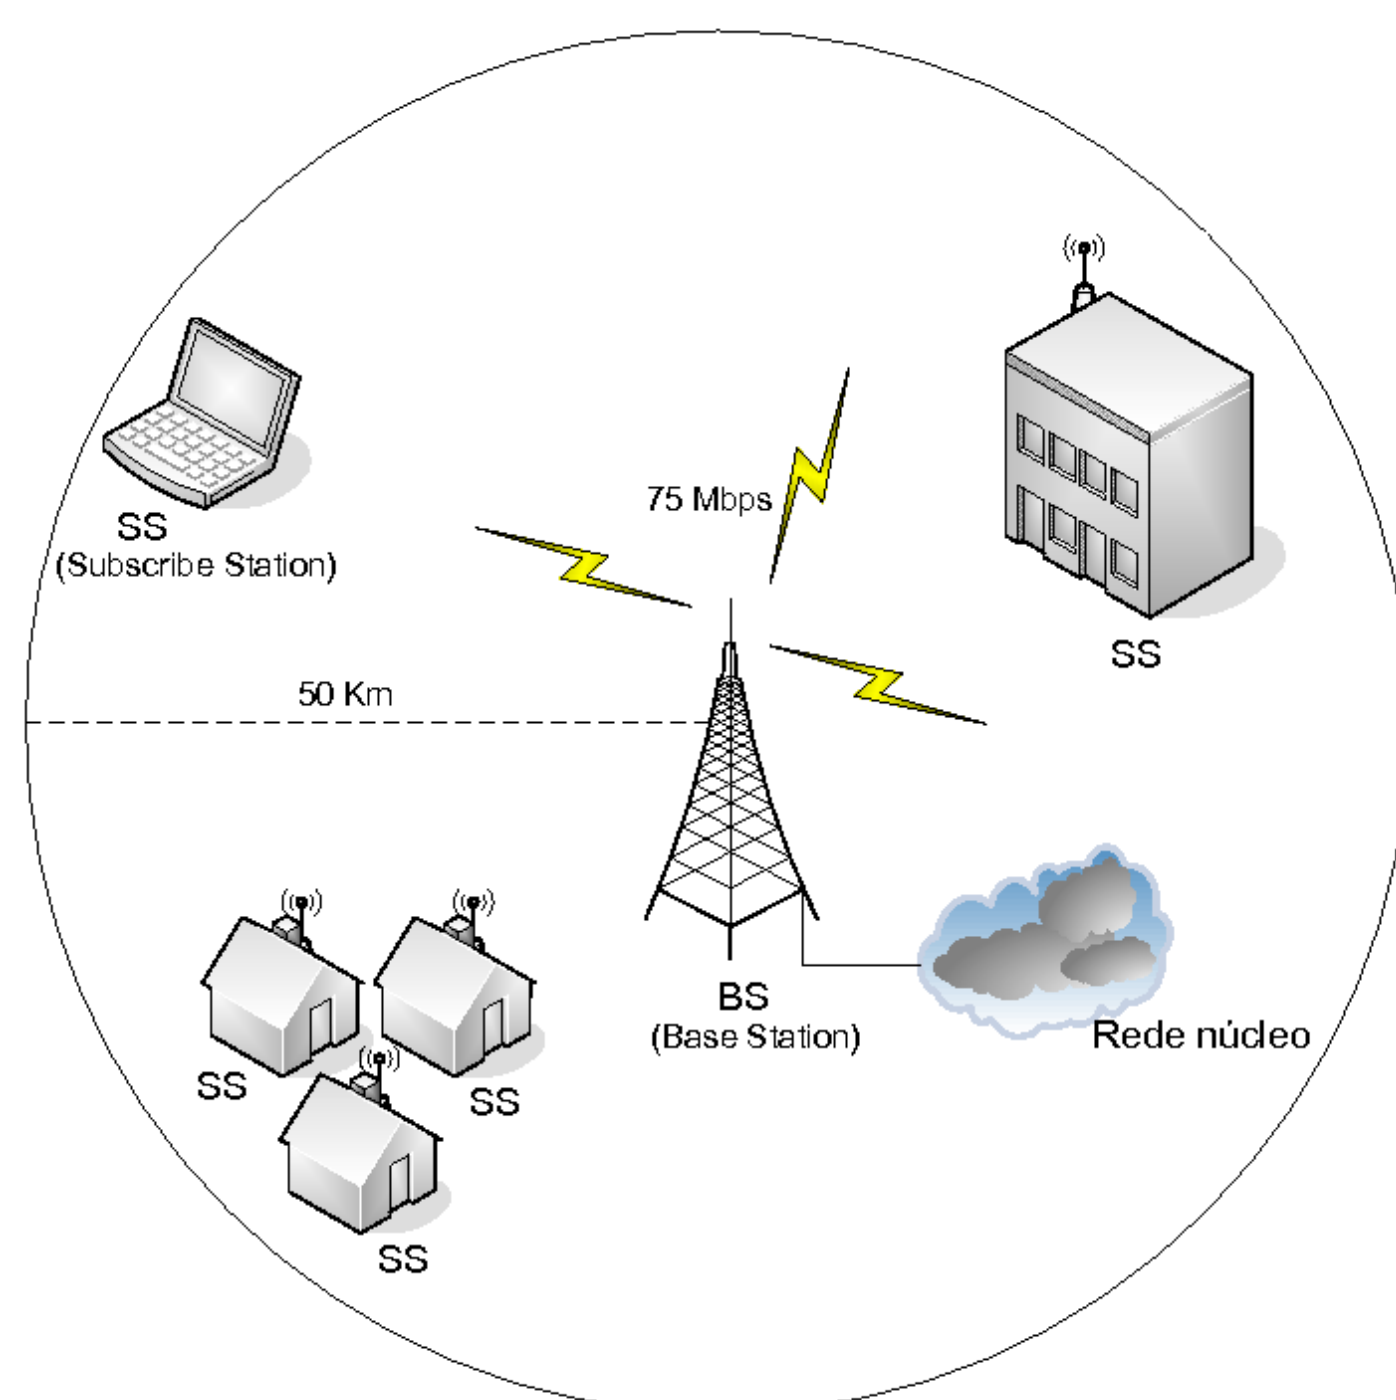 75 Mbps
SS
(Subscribe Station)
SS
50 Km
BS
(Base Station)
Rede núcleo
SS
SS
SS